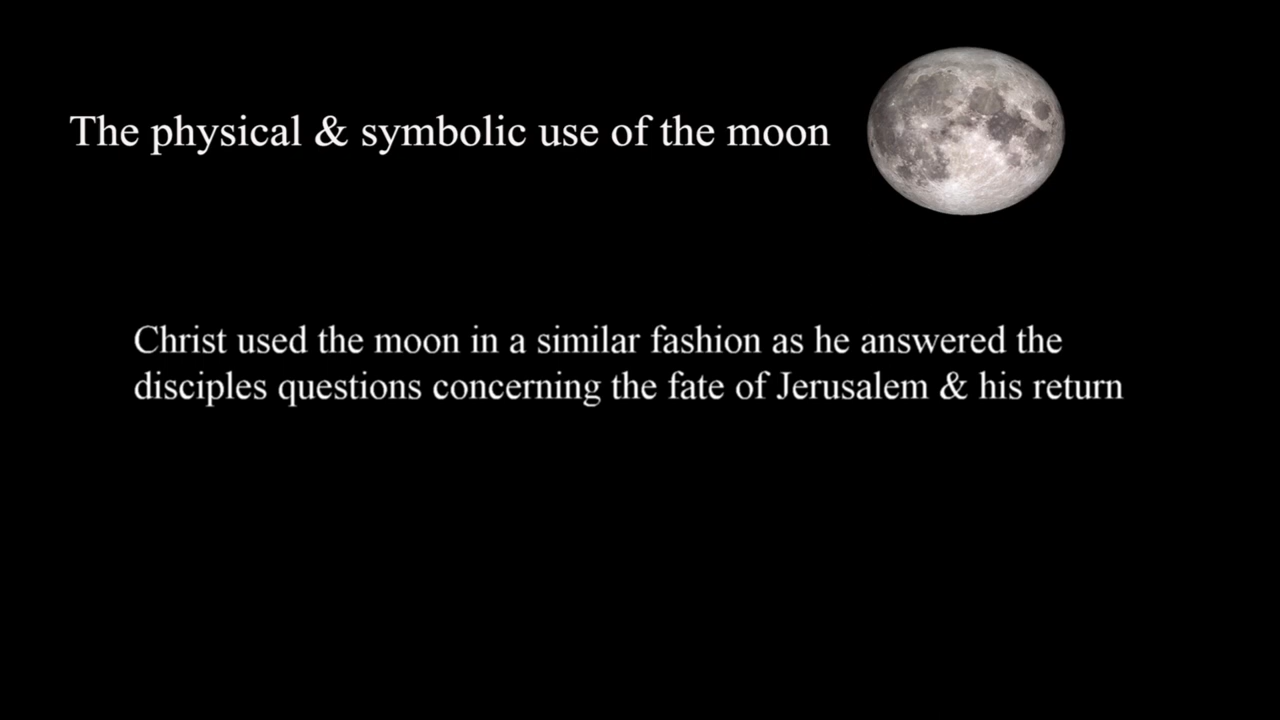 The physical & symbolic use of the moon
Christ used the moon in a similar fashion as he answered the
disciples questions concerning the fate of Jerusalem & his return